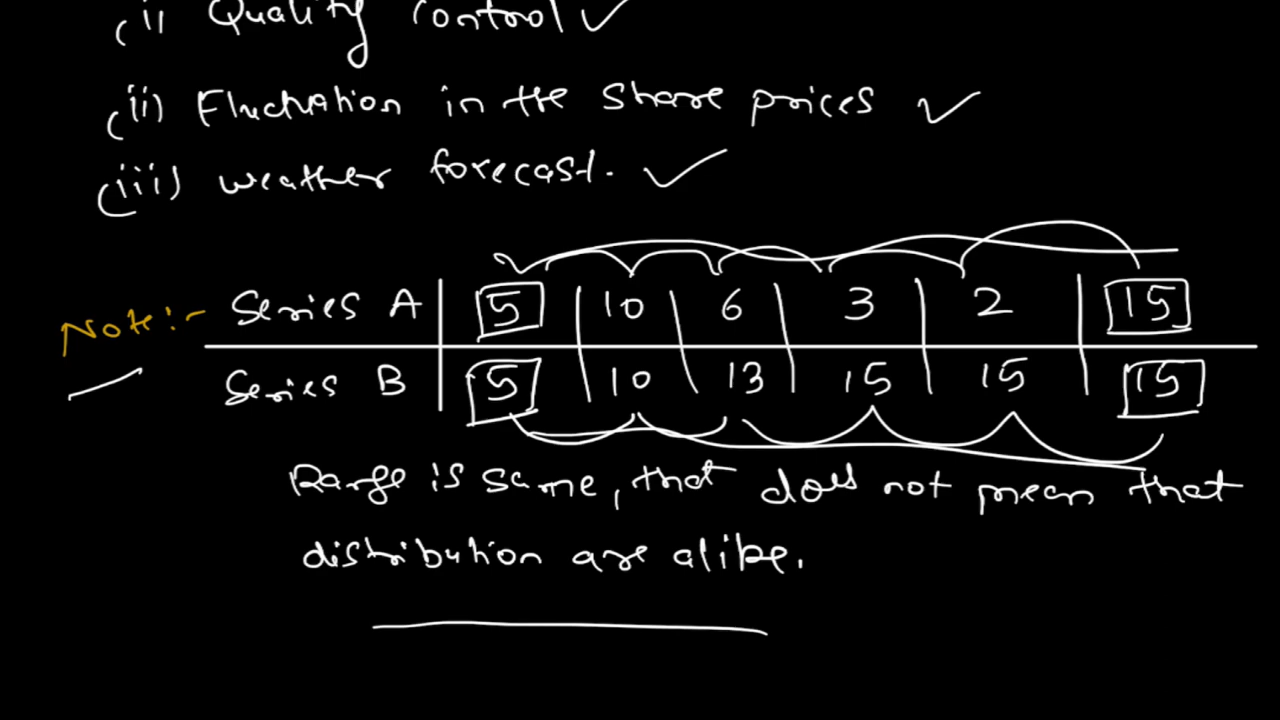 (i) Quality control ✓
(ii) Fluctuation in the share prices ✓
(iii) weather forecast. ✓
Note:- Series A | 5 | 10 | 6 | 3 | 2 | 15
Series B | 5 | 10 | 13 | 15 | 15 | 15
Range is same, that does not mean that
distribution are alike.